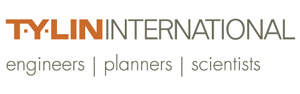 T·Y·LININTERNATIONAL
engineers | planners | scientists